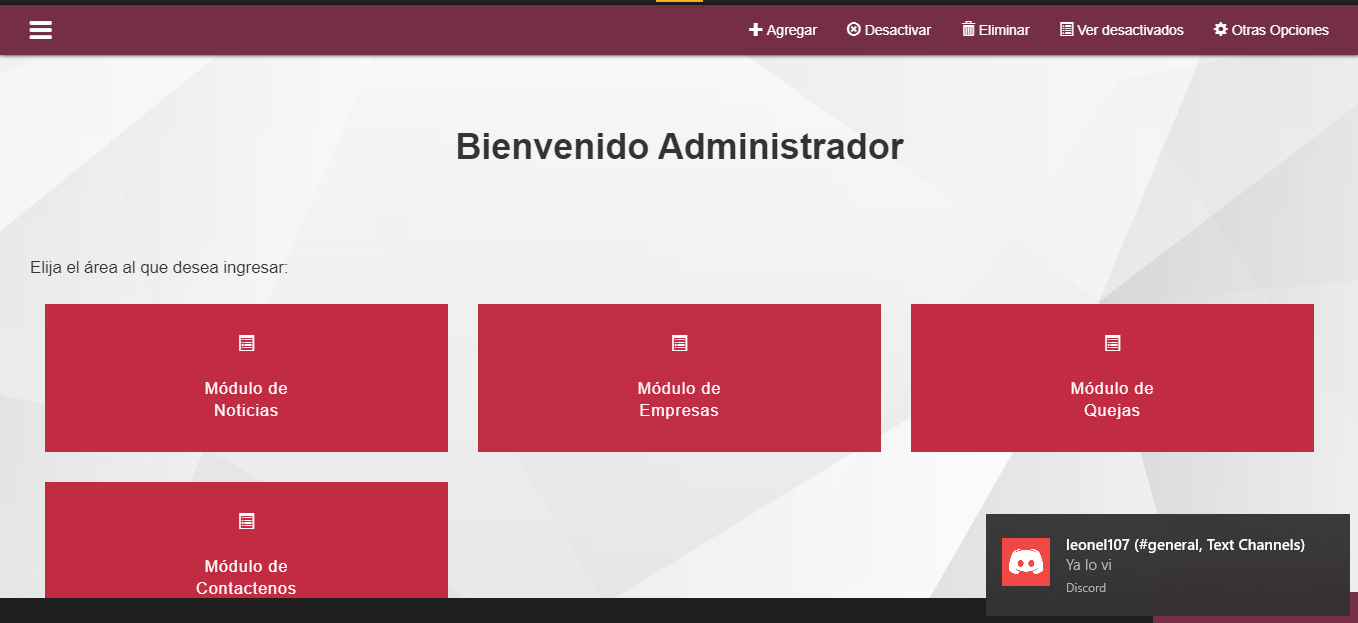 Agregar
Desactivar
Eliminar
Ver desactivados
Otras Opciones
Bienvenido Administrador
Elija el área al que desea ingresar:
Módulo de
Noticias
Módulo de
Empresas
Módulo de
Quejas
Módulo de
Contactenos
leonel107 (#general, Text Channels)
Ya lo vi
Discord